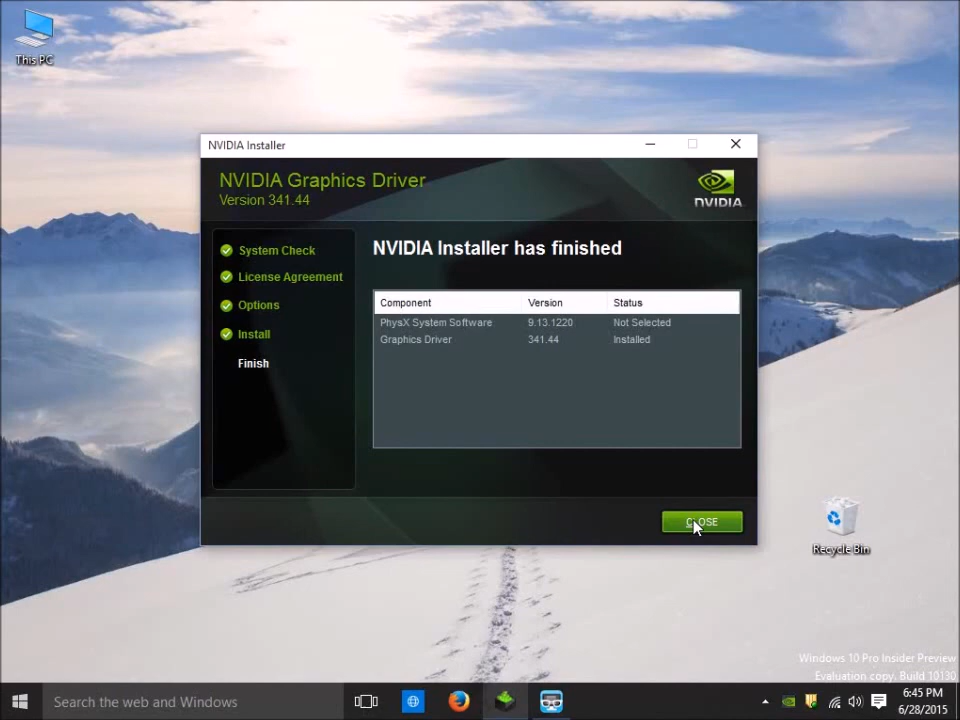 This PC
NVIDIA Installer
NVIDIA Graphics Driver
Version 341.44
NVIDIA
System Check
License Agreement
Options
Install
Finish
NVIDIA Installer has finished
Component Version Status
PhysX System Software 9.13.1220 Not Selected
Graphics Driver 341.44 Installed
CLOSE
Recycle Bin
Windows 10 Pro Insider Preview
Evaluation copy. Build 10130
Search the web and Windows
6:45 PM
6/28/2015